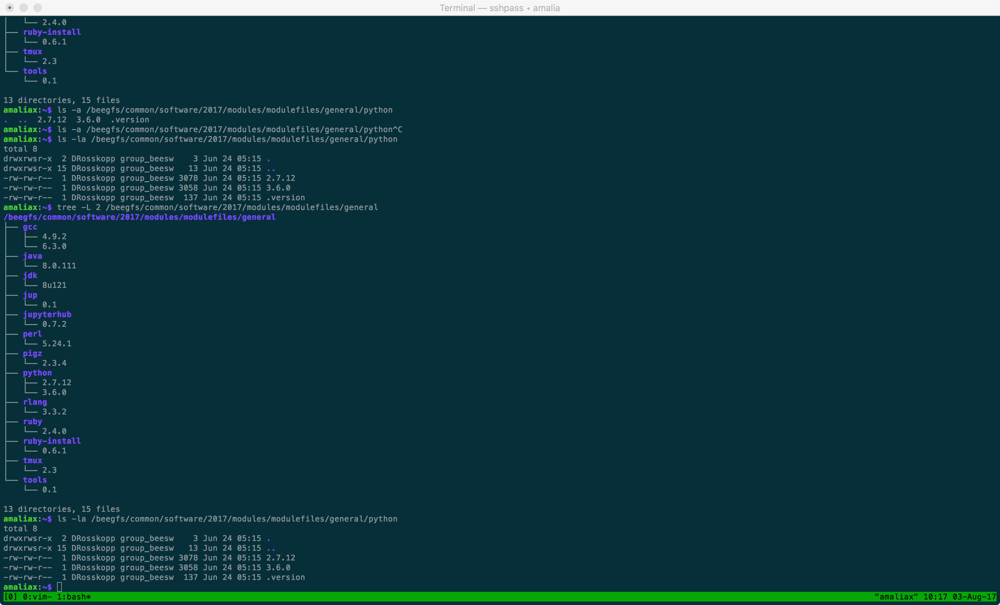 Terminal — sshpass ◂ amalia
│   └── 2.4.0
├── ruby-install
│   └── 0.6.1
├── tmux
│   └── 2.3
└── tools
    └── 0.1
13 directories, 15 files
amaliax:~$ ls -a /beegfs/common/software/2017/modules/modulefiles/general/python
.  ..  2.7.12  3.6.0  .version
amaliax:~$ ls -a /beegfs/common/software/2017/modules/modulefiles/general/python^C
amaliax:~$ ls -la /beegfs/common/software/2017/modules/modulefiles/general/python
total 8
drwxrwsr-x  2 DRosskopp group_beesw    3 Jun 24 05:15 .
drwxrwsr-x 15 DRosskopp group_beesw   13 Jun 24 05:15 ..
-rw-rw-r--  1 DRosskopp group_beesw 3078 Jun 24 05:15 2.7.12
-rw-rw-r--  1 DRosskopp group_beesw 3058 Jun 24 05:15 3.6.0
-rw-rw-r--  1 DRosskopp group_beesw  137 Jun 24 05:15 .version
amaliax:~$ tree -L 2 /beegfs/common/software/2017/modules/modulefiles/general
/beegfs/common/software/2017/modules/modulefiles/general
├── gcc
│   ├── 4.9.2
│   └── 6.3.0
├── java
│   └── 8.0.111
├── jdk
│   └── 8u121
├── jup
│   └── 0.1
├── jupyterhub
│   └── 0.7.2
├── perl
│   └── 5.24.1
├── pigz
│   └── 2.3.4
├── python
│   ├── 2.7.12
│   └── 3.6.0
├── rlang
│   └── 3.3.2
├── ruby
│   └── 2.4.0
├── ruby-install
│   └── 0.6.1
├── tmux
│   └── 2.3
└── tools
    └── 0.1
13 directories, 15 files
amaliax:~$ ls -la /beegfs/common/software/2017/modules/modulefiles/general/python
total 8
drwxrwsr-x  2 DRosskopp group_beesw    3 Jun 24 05:15 .
drwxrwsr-x 15 DRosskopp group_beesw   13 Jun 24 05:15 ..
-rw-rw-r--  1 DRosskopp group_beesw 3078 Jun 24 05:15 2.7.12
-rw-rw-r--  1 DRosskopp group_beesw 3058 Jun 24 05:15 3.6.0
-rw-rw-r--  1 DRosskopp group_beesw  137 Jun 24 05:15 .version
amaliax:~$
[0] 0:vim- 1:bash* "amaliax" 10:17 03-Aug-17